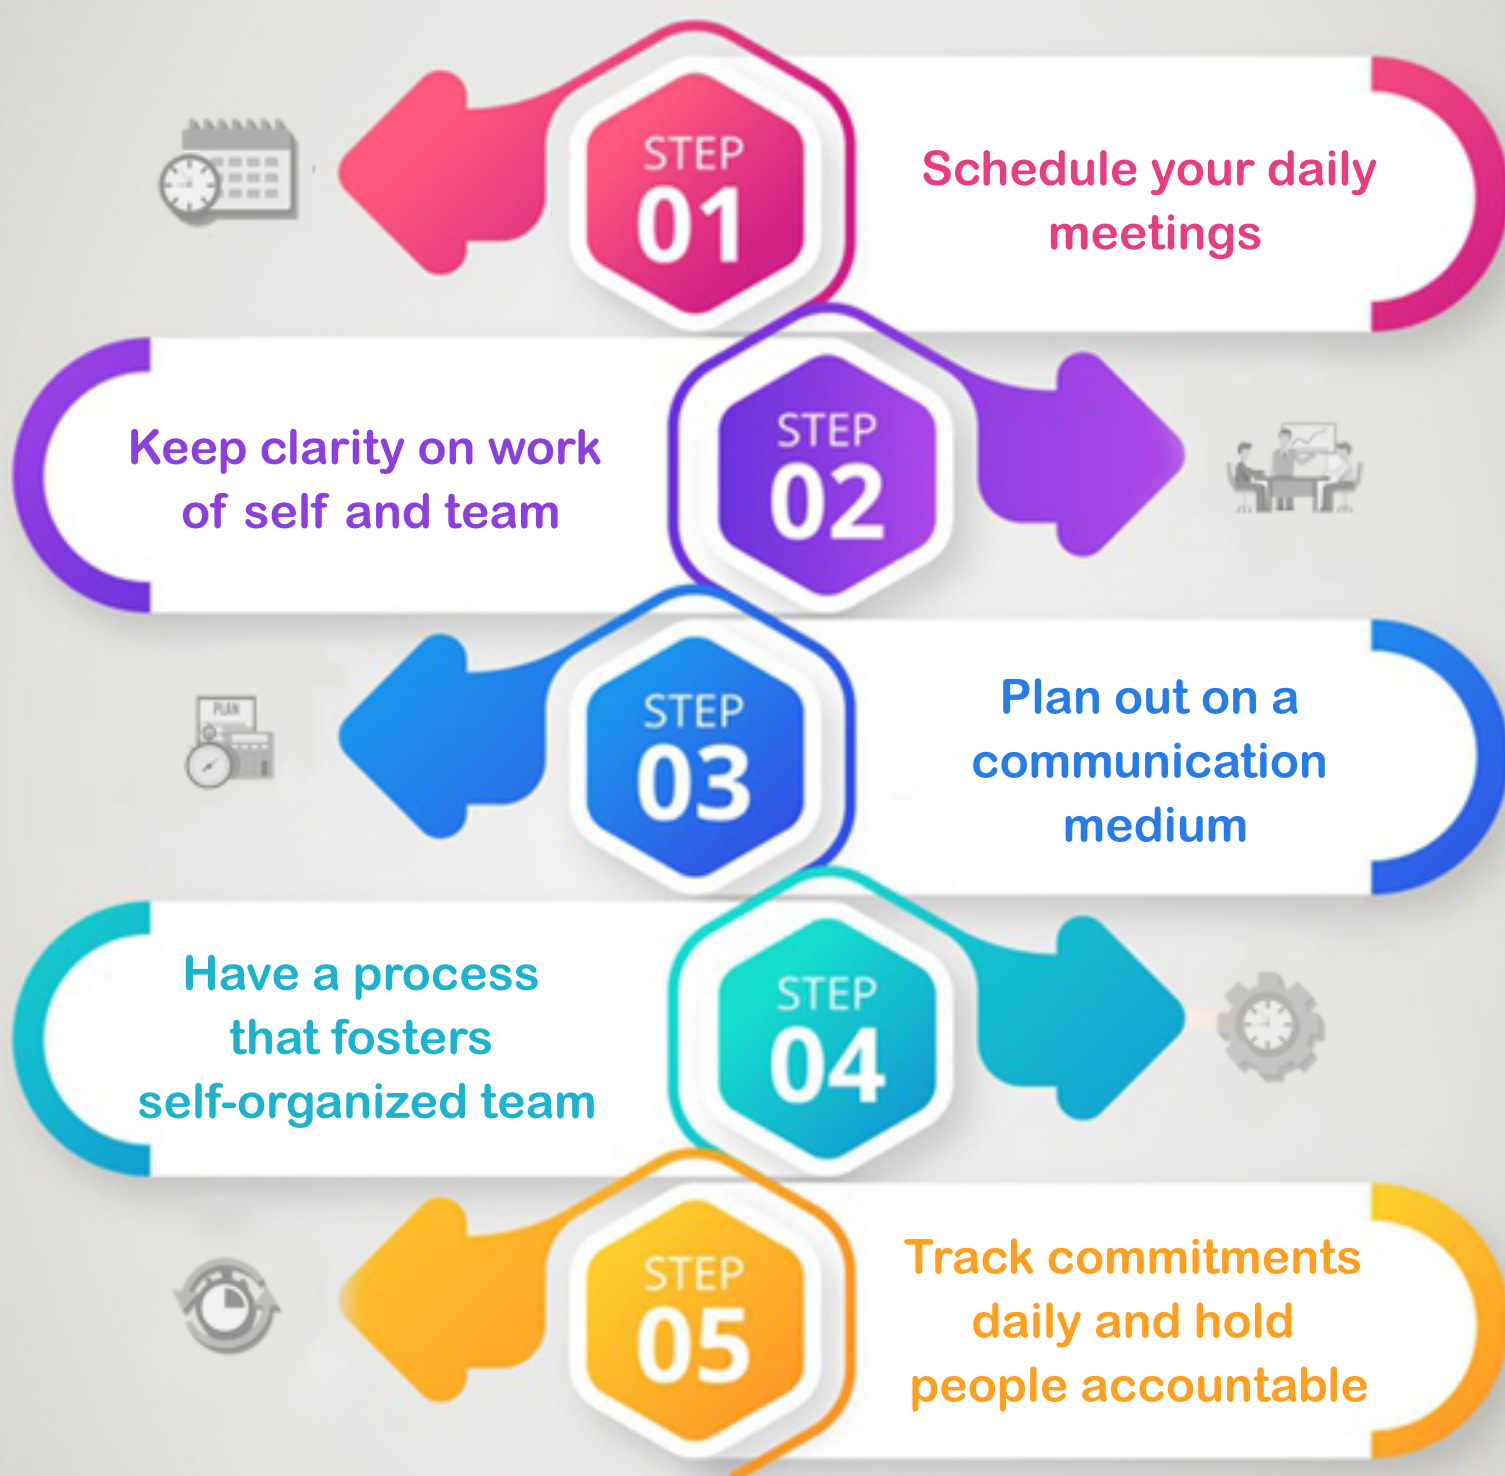 STEP
01
Schedule your daily
meetings
Keep clarity on work
of self and team
STEP
02
PLAN
STEP
03
Plan out on a
communication
medium
Have a process
that fosters
self-organized team
STEP
04
STEP
05
Track commitments
daily and hold
people accountable